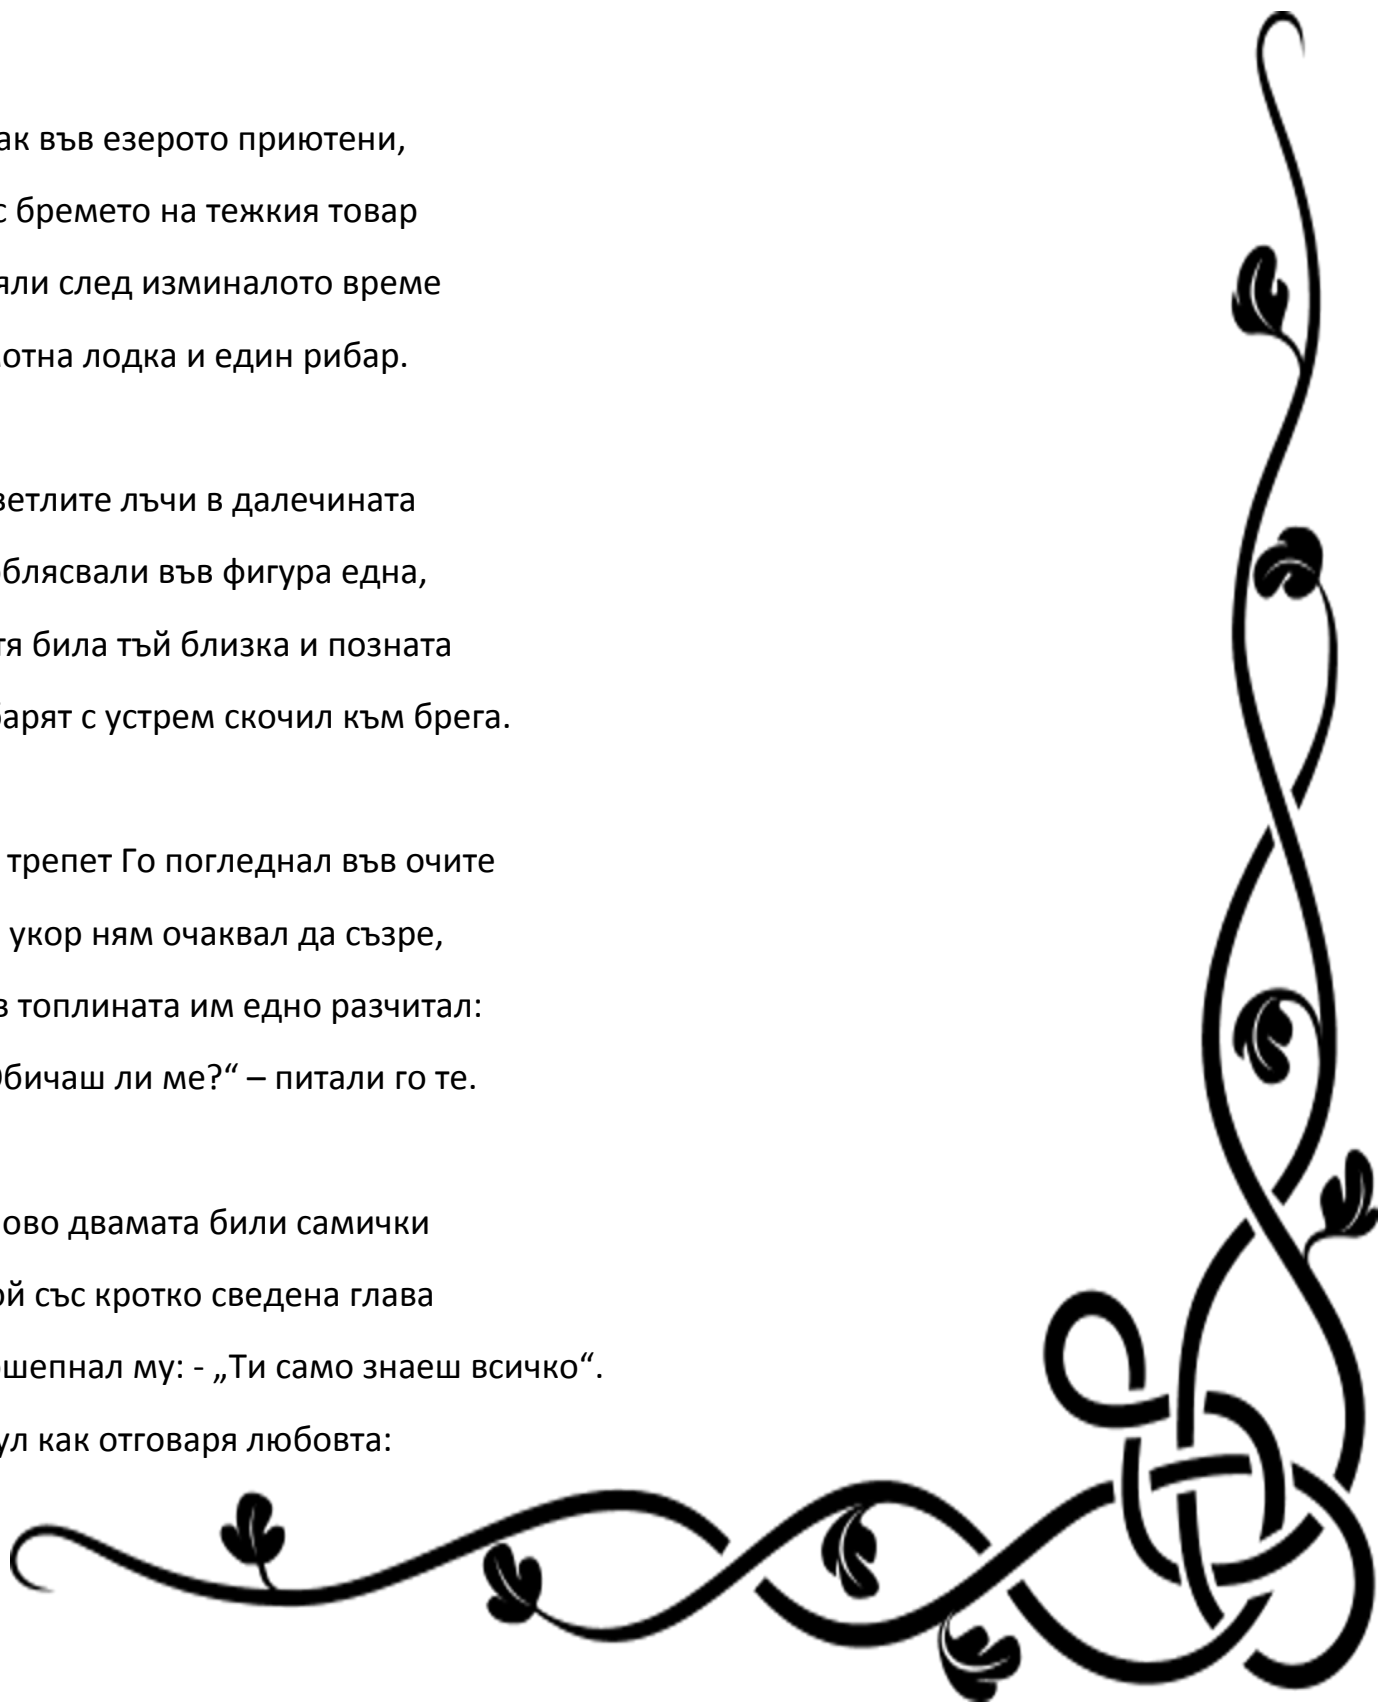 ак във езерото приютени,
с бремето на тежкия товар
яли след изминалото време
отна лодка и един рибар.
ветлите лъчи в далечината
блясвали във фигура една,
тя била тъй близка и позната
барят с устрем скочил към брега.
трепет Го погледнал във очите
укор ням очаквал да съзре,
в топлината им едно разчитал:
Обичаш ли ме?“ – питали го те.
ово двамата били самички
ой със кротко сведена глава
шепнал му: - „Ти само знаеш всичко“.
ул как отговаря любовта: